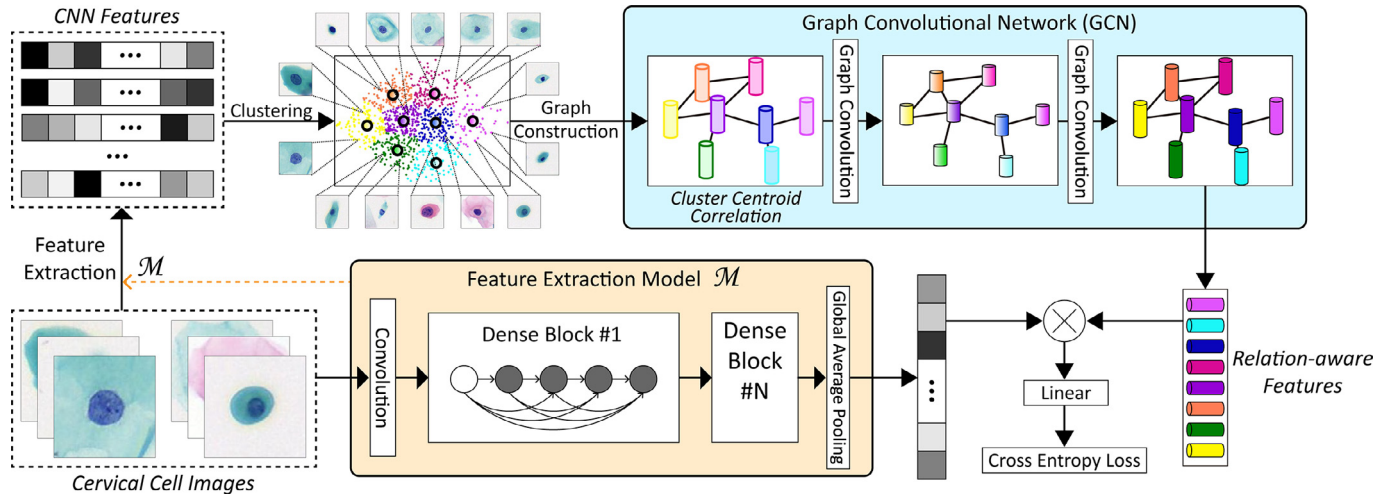 CNN Features
...
...
...
...
...
Clustering
Graph
Construction
Graph Convolutional Network (GCN)
Graph Convolution
Graph Convolution
Cluster Centroid
Correlation
Feature
Extraction
ℳ
Cervical Cell Images
Feature Extraction Model ℳ
Convolution
Dense Block #1
Dense
Block
#N
Global Average Pooling
...
Linear
Cross Entropy Loss
Relation-aware
Features